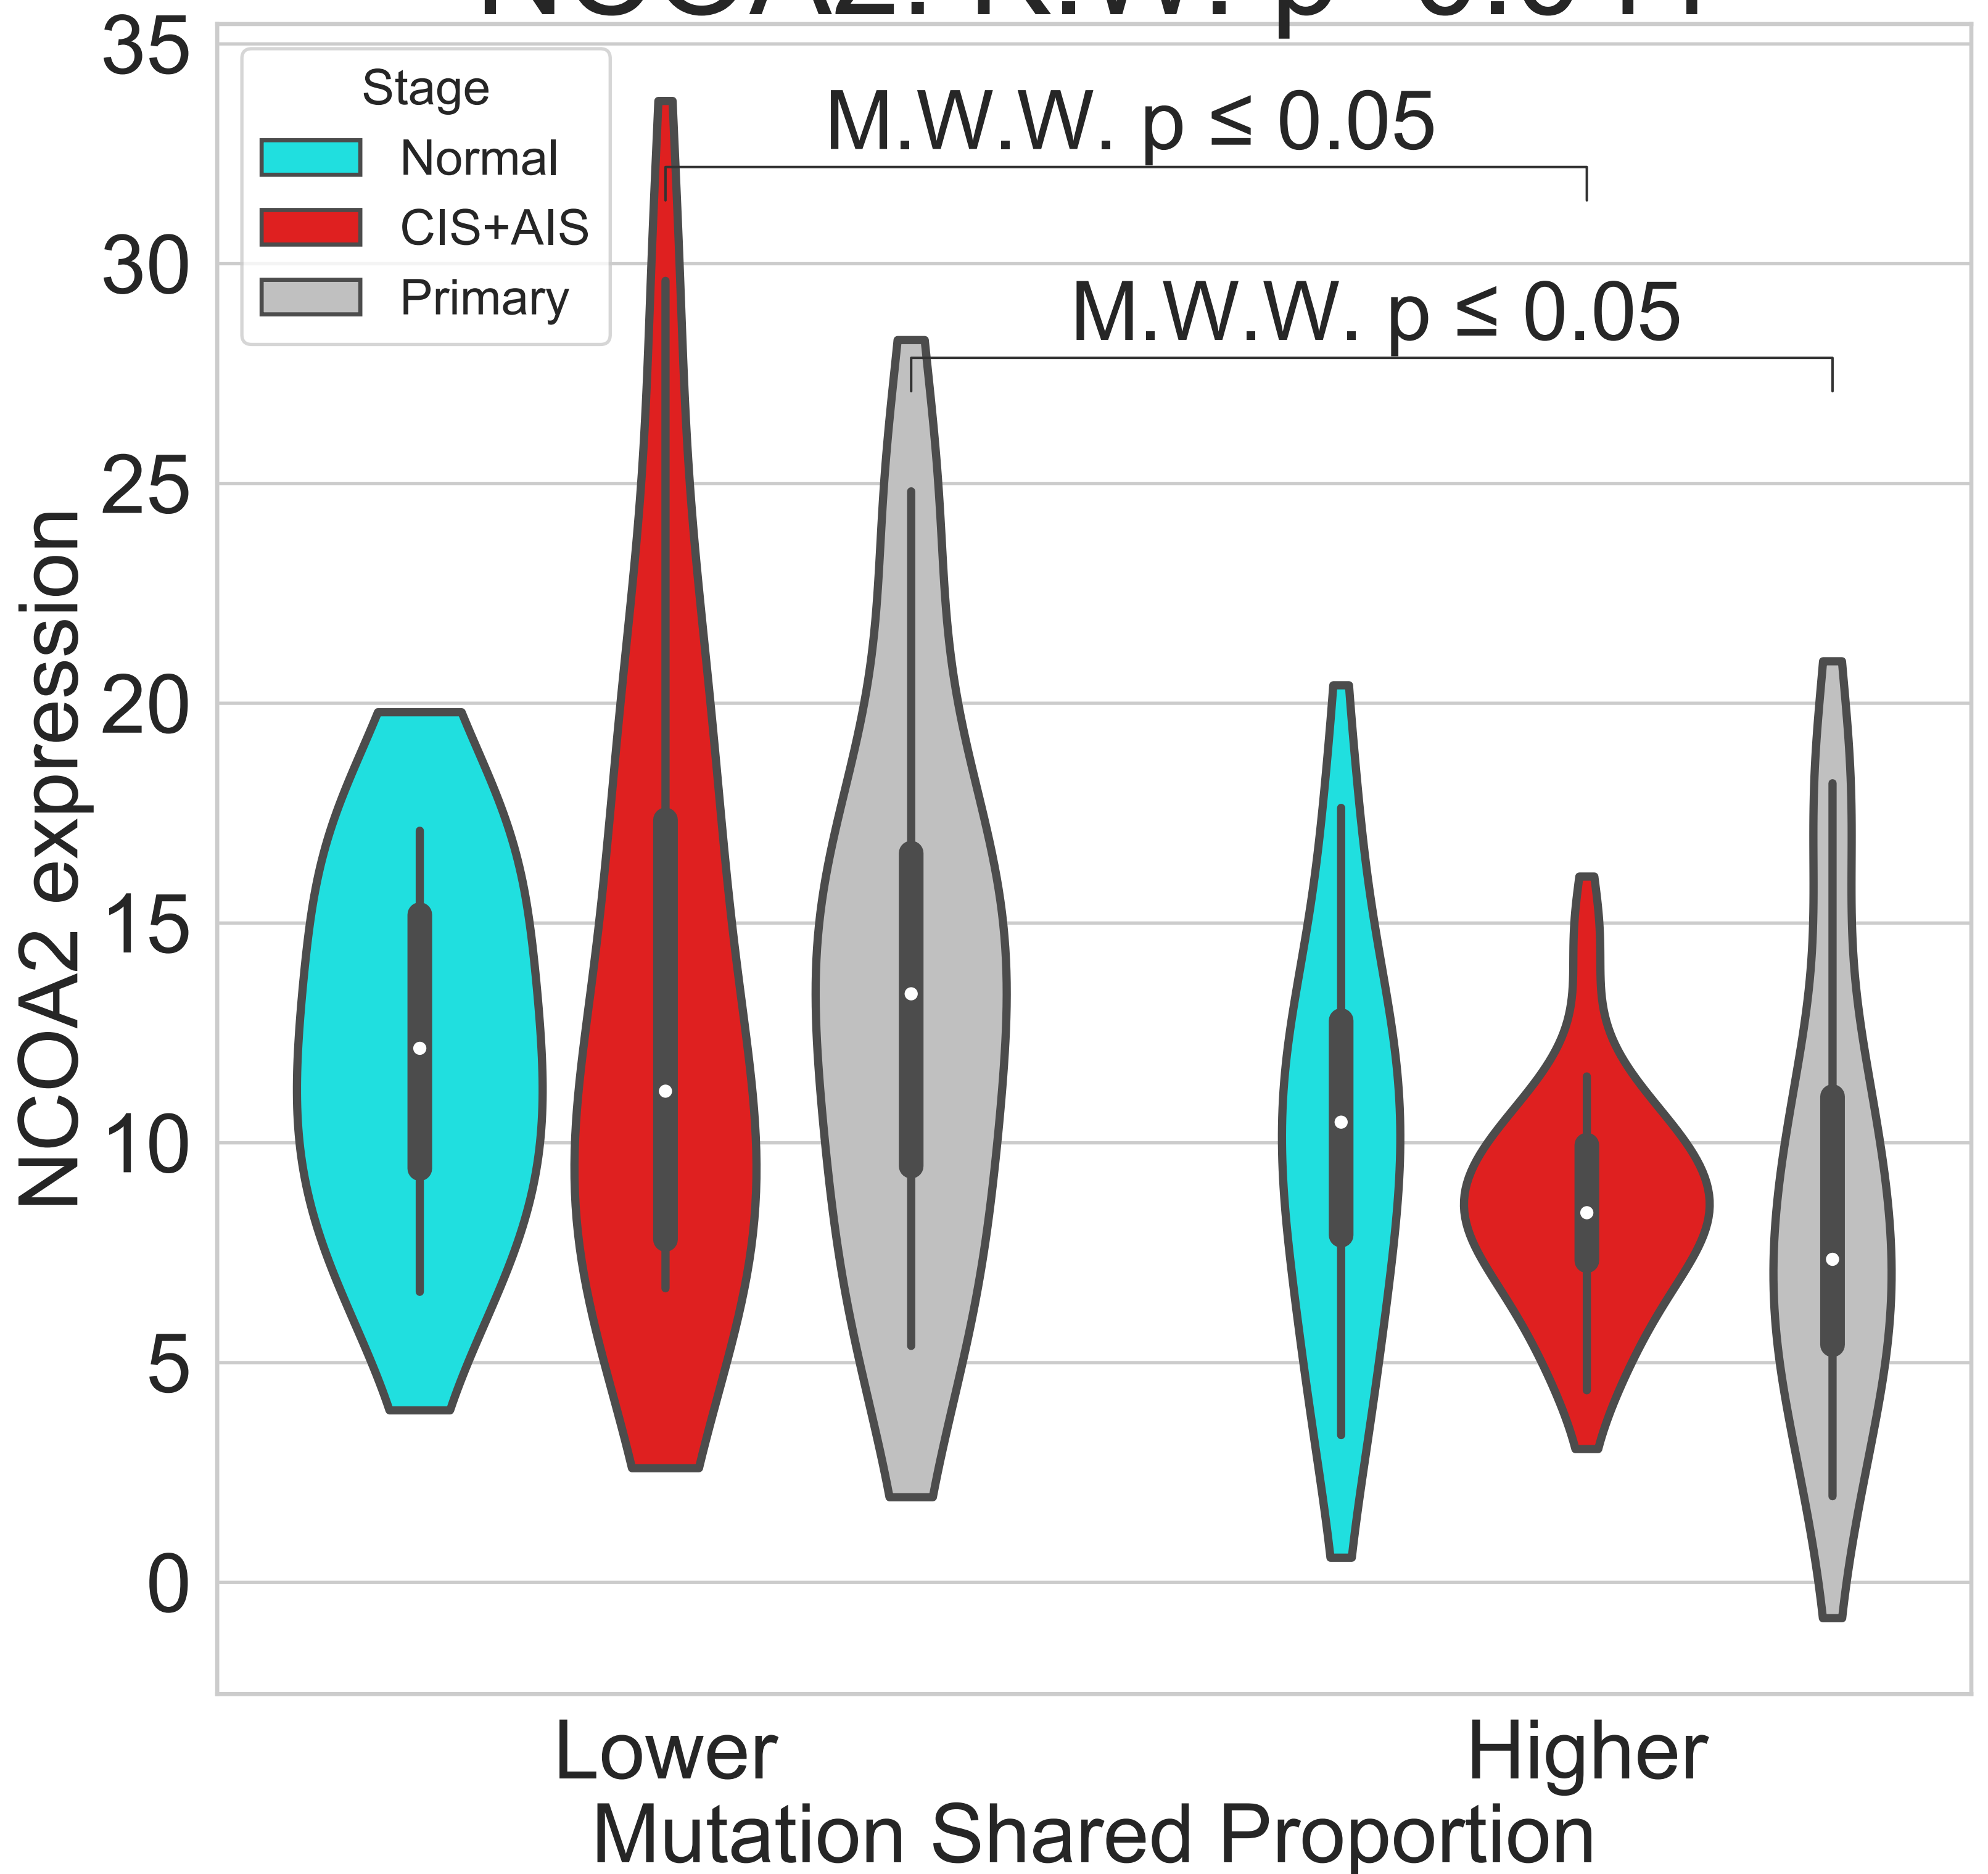 35
30
25
20
15
10
5
0
NCOA2 expression
Stage
Normal
CIS+AIS
Primary
M.W.W. p ≤ 0.05
M.W.W. p ≤ 0.05
Lower
Higher
Mutation Shared Proportion